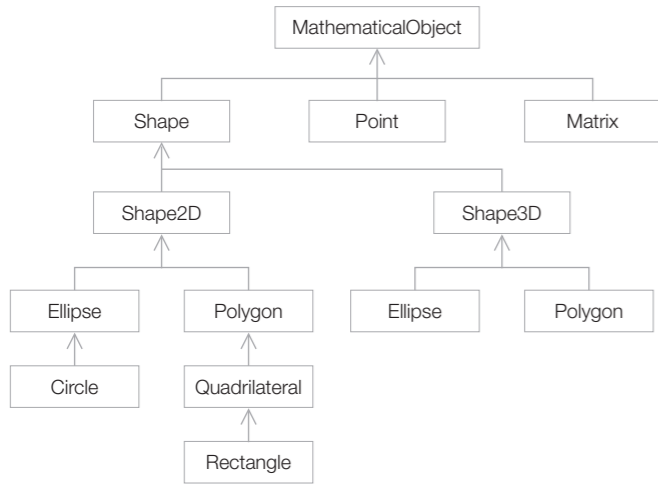 MathematicalObject
Shape
Point
Matrix
Shape2D
Shape3D
Ellipse
Polygon
Ellipse
Polygon
Circle
Quadrilateral
Rectangle